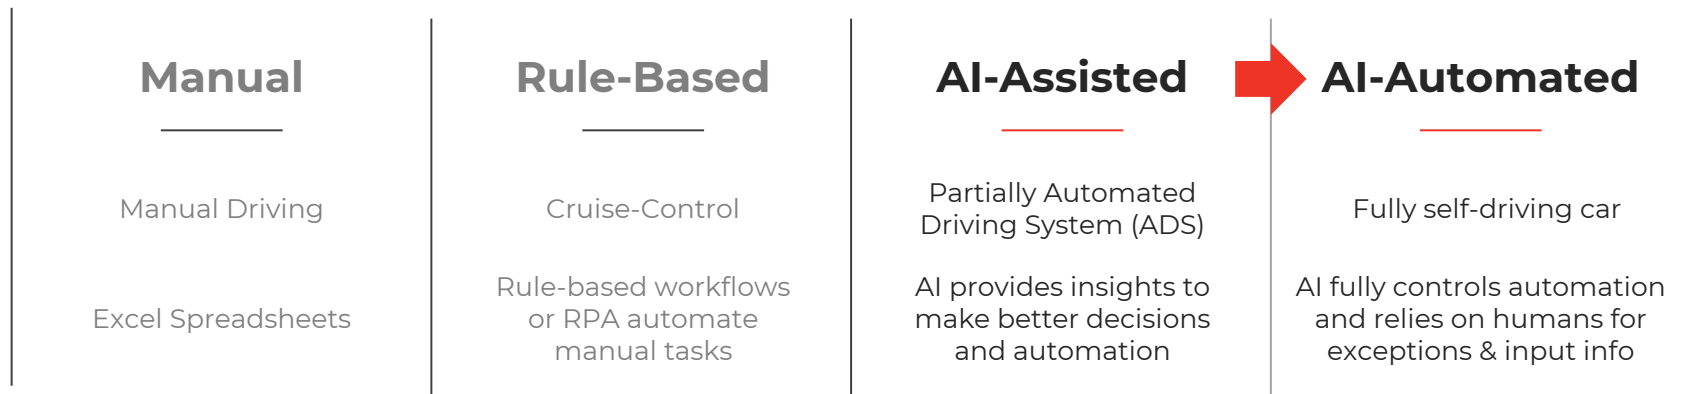 Manual
Manual Driving
Excel Spreadsheets
Rule-Based
Cruise-Control
Rule-based workflows
or RPA automate
manual tasks
AI-Assisted
Partially Automated
Driving System (ADS)
AI provides insights to
make better decisions
and automation
AI-Automated
Fully self-driving car
AI fully controls automation
and relies on humans for
exceptions & input info